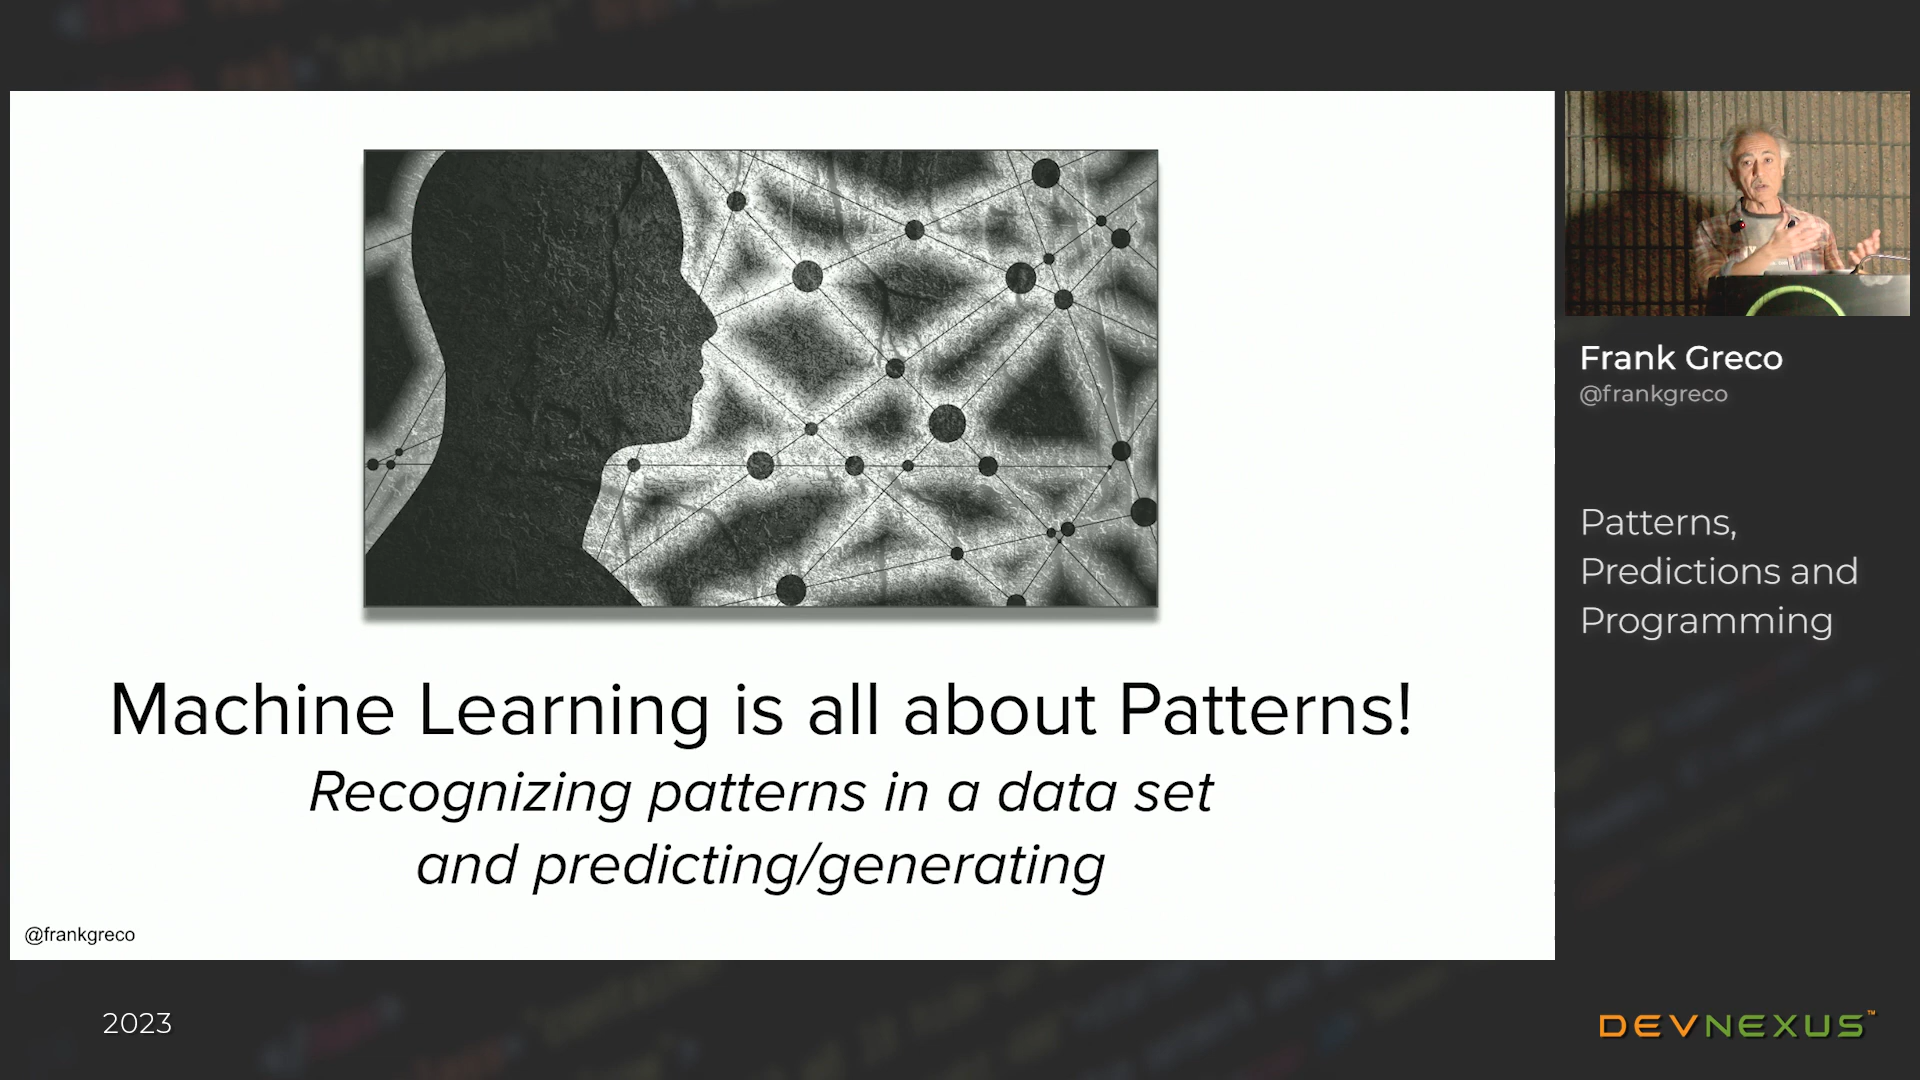 Machine Learning is all about Patterns!
Recognizing patterns in a data set
and predicting/generating
@frankgreco
Frank Greco
@frankgreco
Patterns,
Predictions and
Programming
2023
DEVNEXUS™